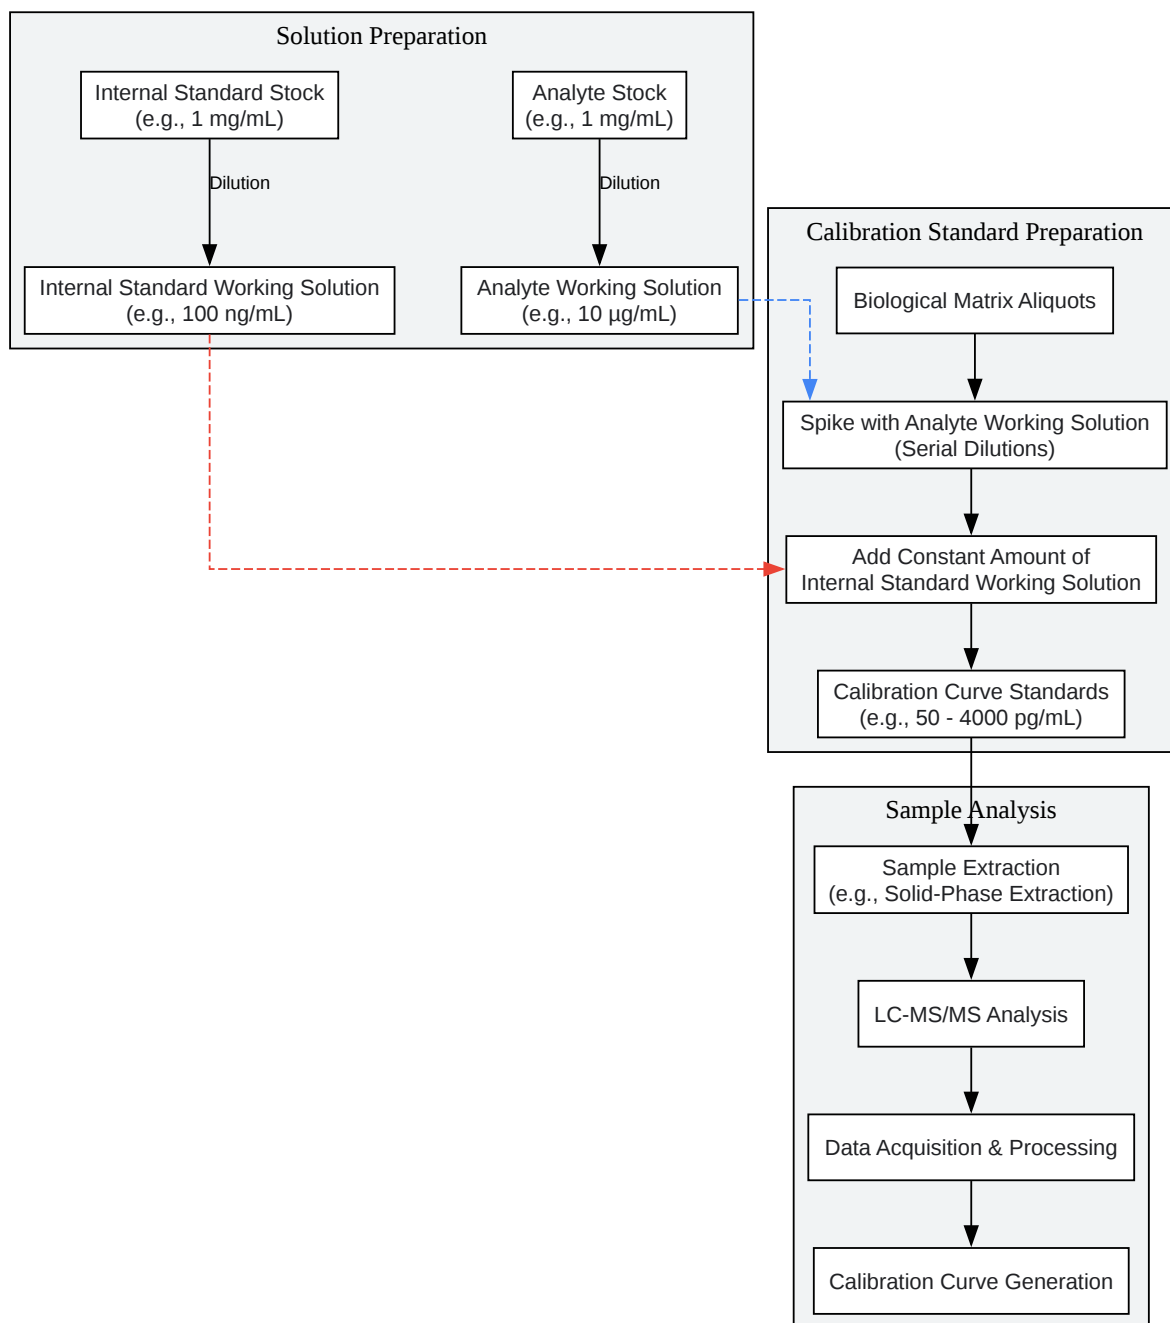 Solution Preparation
Internal Standard Stock
(e.g., 1 mg/mL)
Analyte Stock
(e.g., 1 mg/mL)
Dilution
Dilution
Internal Standard Working Solution
(e.g., 100 ng/mL)
Analyte Working Solution
(e.g., 10 µg/mL)
Calibration Standard Preparation
Biological Matrix Aliquots
Spike with Analyte Working Solution
(Serial Dilutions)
Add Constant Amount of
Internal Standard Working Solution
Calibration Curve Standards
(e.g., 50 - 4000 pg/mL)
Sample Analysis
Sample Extraction
(e.g., Solid-Phase Extraction)
LC-MS/MS Analysis
Data Acquisition & Processing
Calibration Curve Generation